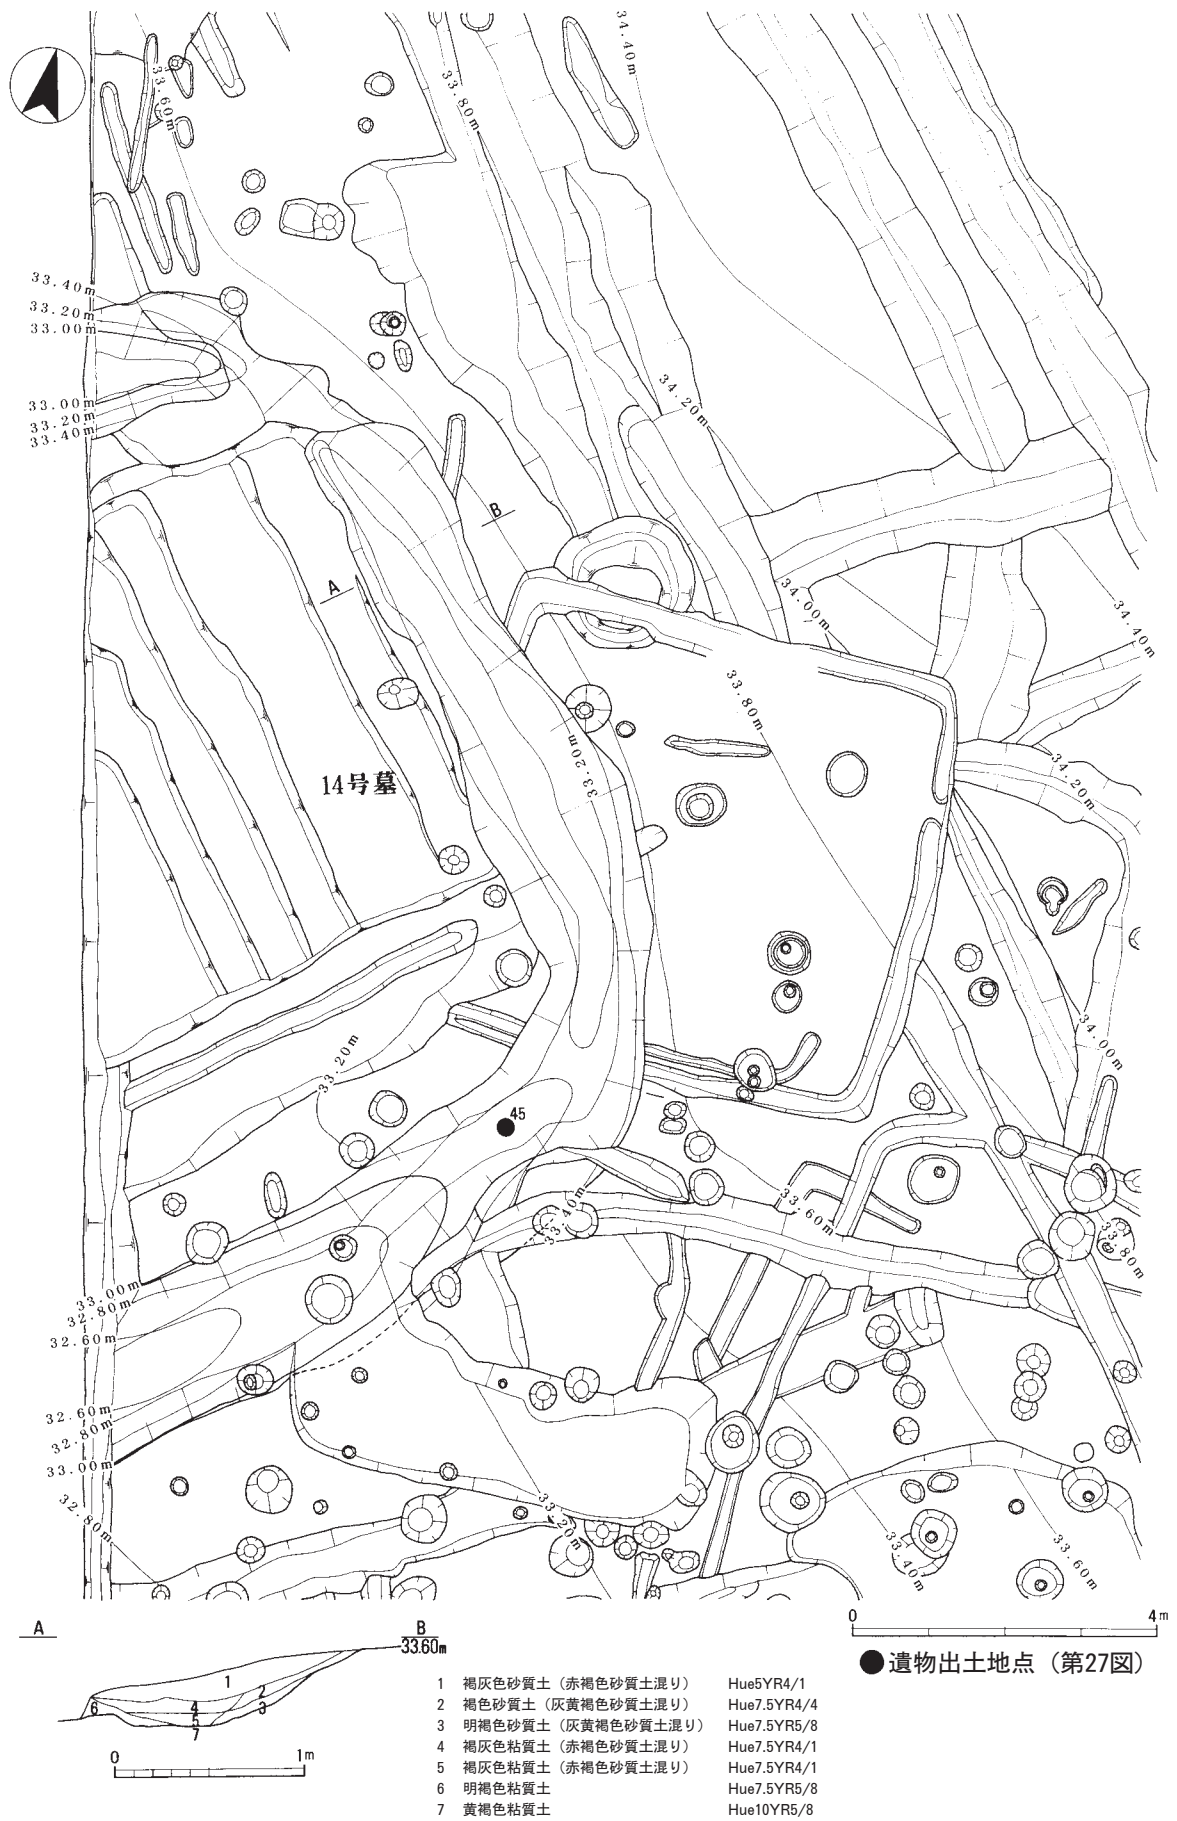 34.40m
33.80m
33.60m
33.40m
33.20m
33.00m
34.20m
33.00m
33.20m
33.40m
B
A
34.00m
34.40m
33.80m
33.20m
14号墓
34.20m
34.00m
33.20m
45
33.60m
33.40m
33.80m
33.00m
32.80m
32.60m
32.60m
32.80m
33.00m
32.80m
33.20m
33.40m
33.60m
0 4m
●遺物出土地点（第27図）
A B
33.60m
1
2
3
4
5
6
7
0 1m
1 褐灰色砂質土（赤褐色砂質土混り） Hue5YR4/1
2 褐色砂質土（灰黄褐色砂質土混り） Hue7.5YR4/4
3 明褐色砂質土（灰黄褐色砂質土混り） Hue7.5YR5/8
4 褐灰色粘質土（赤褐色砂質土混り） Hue7.5YR4/1
5 褐灰色粘質土（赤褐色砂質土混り） Hue7.5YR4/1
6 明褐色粘質土 Hue7.5YR5/8
7 黄褐色粘質土 Hue10YR5/8